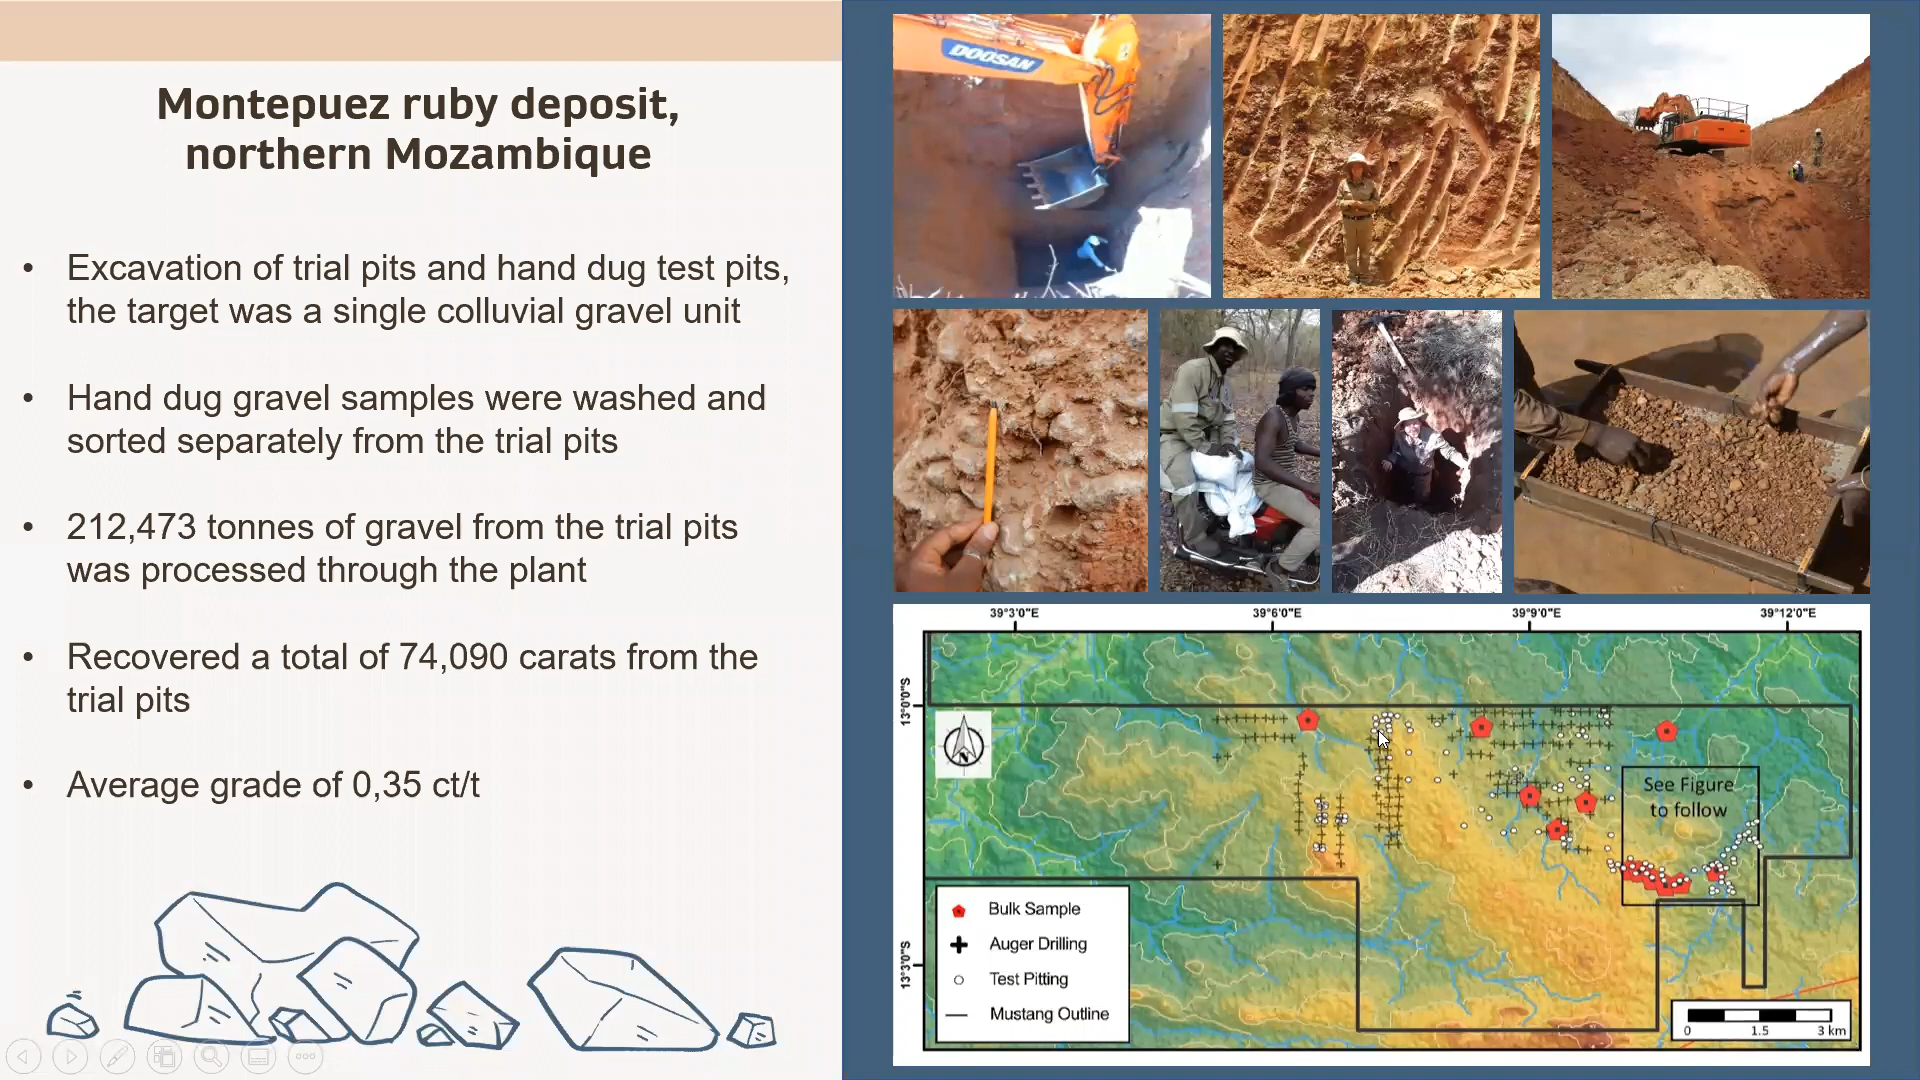 Montepuez ruby deposit,
northern Mozambique
• Excavation of trial pits and hand dug test pits,
the target was a single colluvial gravel unit
• Hand dug gravel samples were washed and
sorted separately from the trial pits
• 212,473 tonnes of gravel from the trial pits
was processed through the plant
• Recovered a total of 74,090 carats from the
trial pits
• Average grade of 0,35 ct/t
DOOSAN
39°3'0"E 39°6'0"E 39°9'0"E 39°12'0"E
13°0'0"S
13°3'0"S
N
See Figure
to follow
Bulk Sample
Auger Drilling
Test Pitting
Mustang Outline
0 1.5 3 km